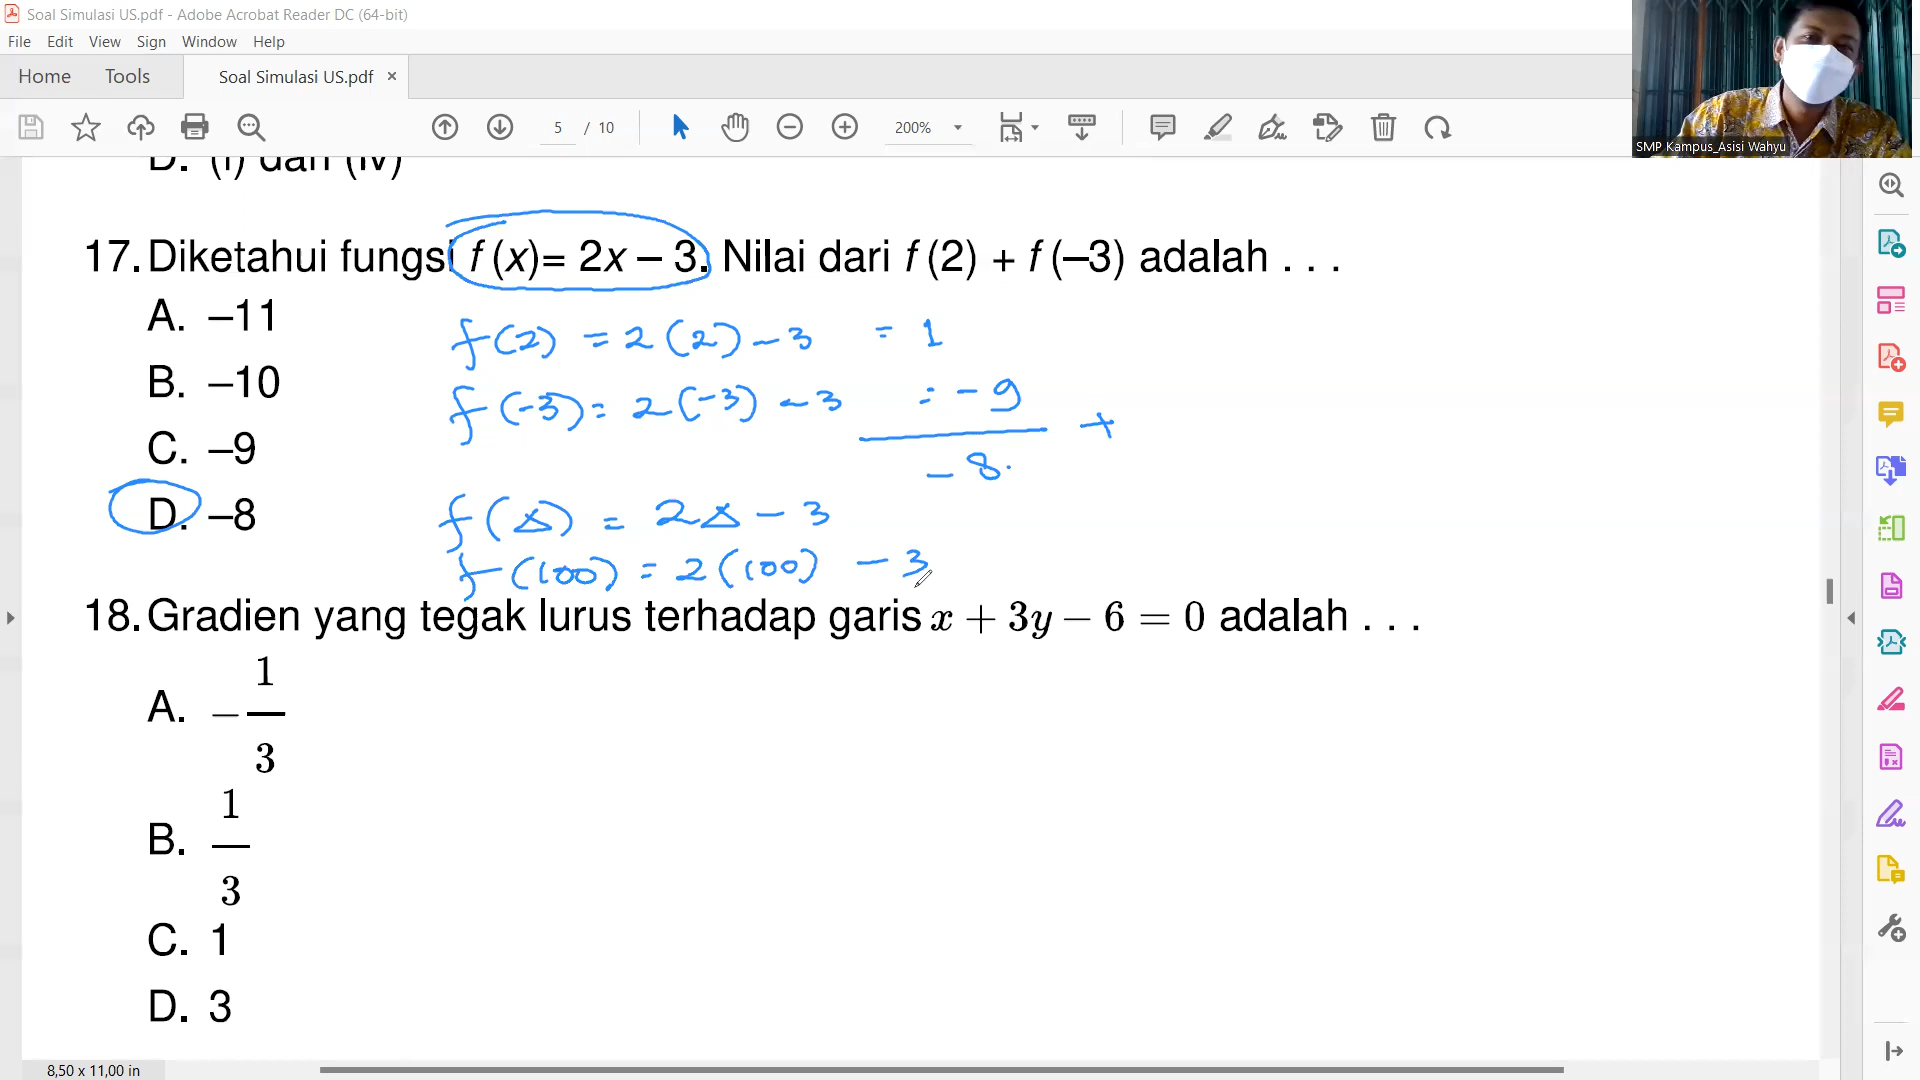 Soal Simulasi US.pdf - Adobe Acrobat Reader DC (64-bit)
File Edit View Sign Window Help
Home Tools Soal Simulasi US.pdf ×
5 / 10 200%
SMP Kampus_Asisi Wahyu
D. (i) dan (iv)
17. Diketahui fungsi f (x)= 2x – 3. Nilai dari f (2) + f (–3) adalah . . .
A. –11
f(2) = 2(2) - 3 = 1
B. –10
f(-3) = 2(-3) - 3 = -9
+
C. –9
-8.
D. –8
f(△) = 2△ - 3
f(100) = 2(100) - 3
18. Gradien yang tegak lurus terhadap garis x + 3y − 6 = 0 adalah . . .
A. −1/3
B. 1/3
C. 1
D. 3
8,50 x 11,00 in